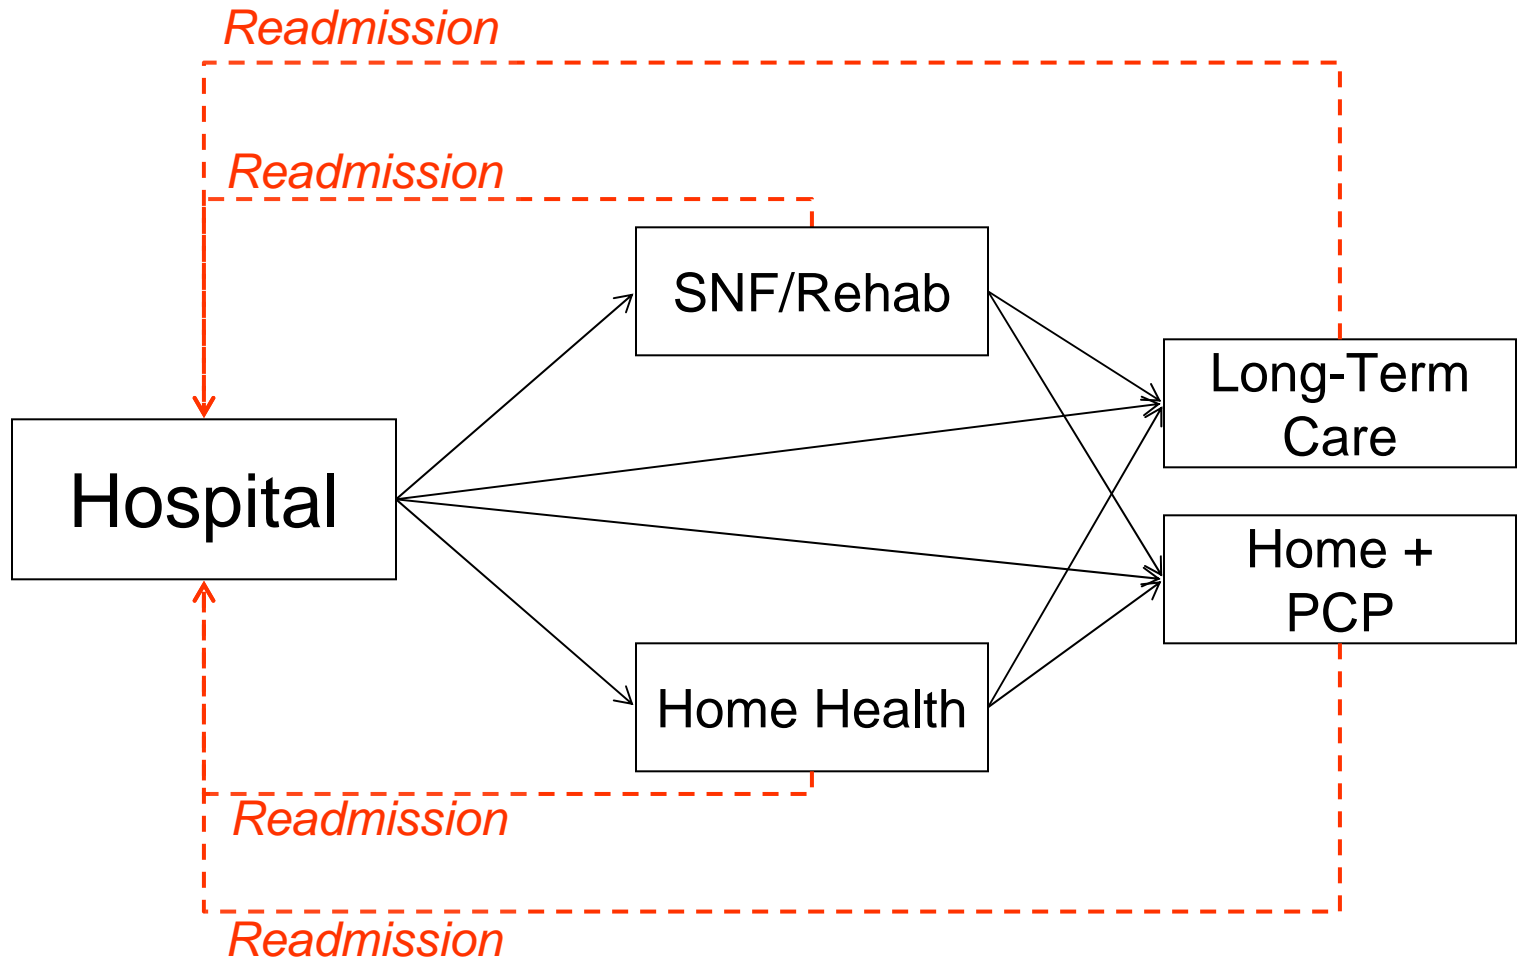 Readmission
Readmission
SNF/Rehab
Long-Term
Care
Hospital
Home +
PCP
Home Health
Readmission
Readmission